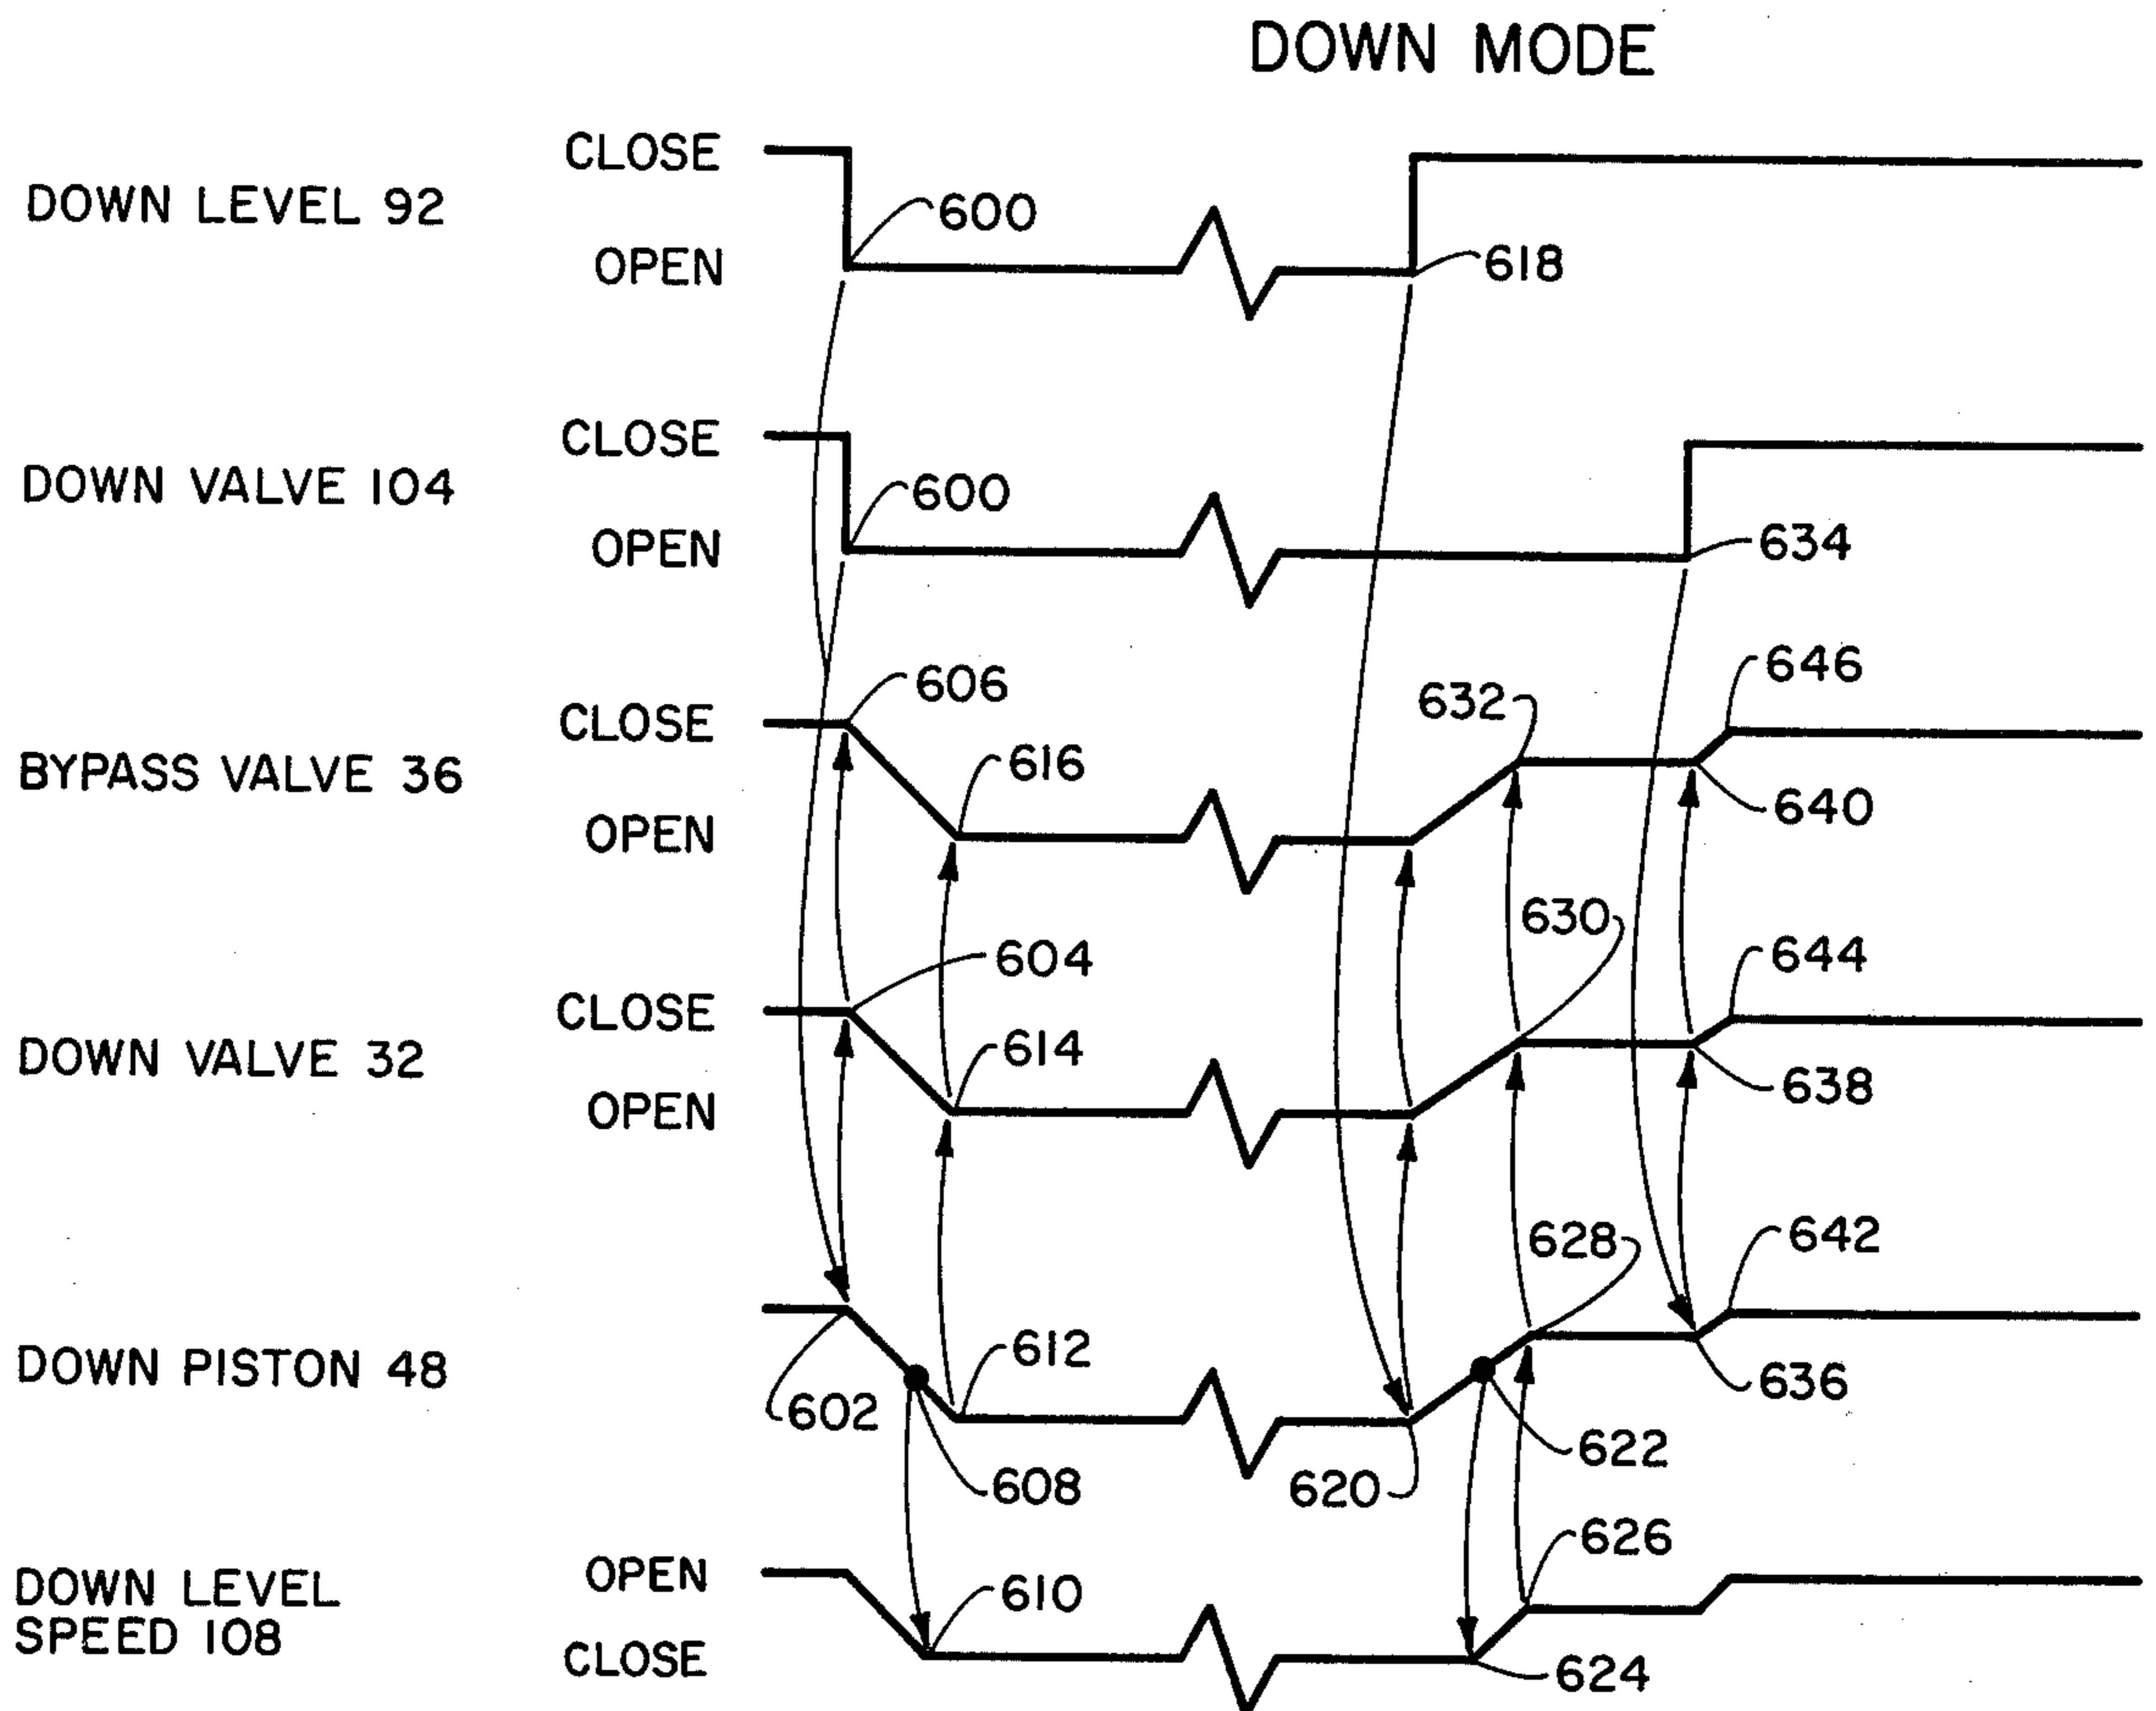 DOWN MODE
CLOSE
DOWN LEVEL 92
600
OPEN
618
CLOSE
DOWN VALVE 104
600
OPEN
634
646
606
632
CLOSE
616
BYPASS VALVE 36
640
OPEN
630
644
604
CLOSE
614
DOWN VALVE 32
638
OPEN
628
642
612
DOWN PISTON 48
636
602
622
608
620
626
OPEN
610
DOWN LEVEL
SPEED 108
CLOSE
624